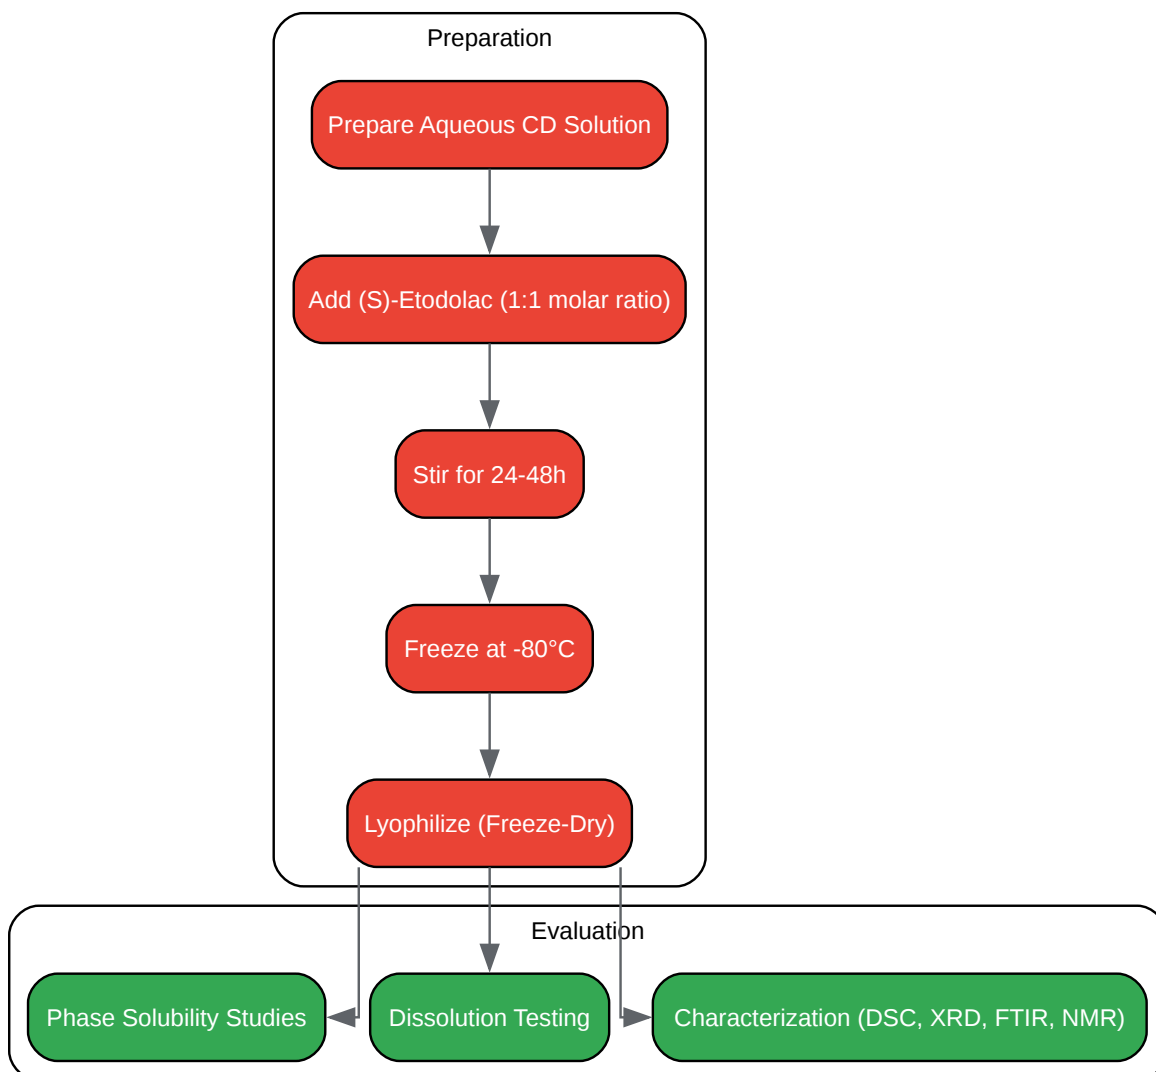 Preparation
Prepare Aqueous CD Solution
Add (S)-Etodolac (1:1 molar ratio)
Stir for 24-48h
Freeze at -80°C
Lyophilize (Freeze-Dry)
Evaluation
Phase Solubility Studies
Dissolution Testing
Characterization (DSC, XRD, FTIR, NMR)